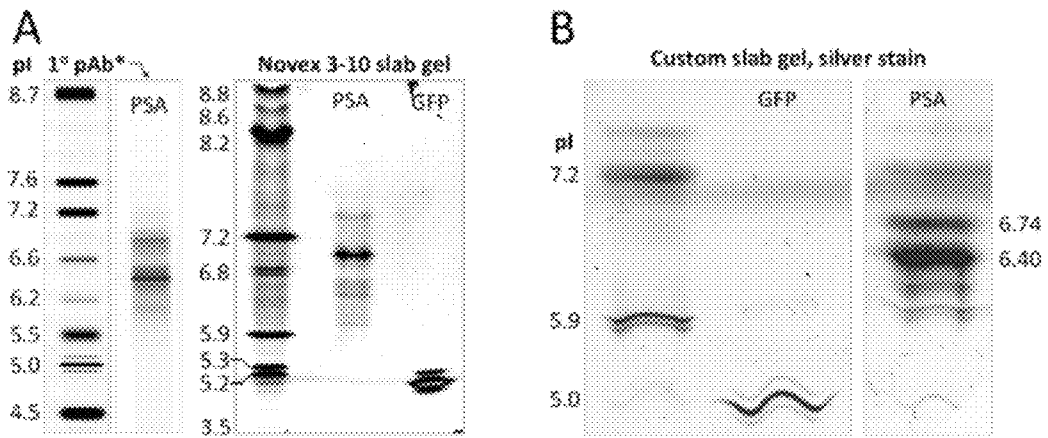 A
B
pI 1° pAb*
Novex 3-10 slab gel
Custom slab gel, silver stain
PSA
PSA
GFP
GFP
PSA
8.7
7.6
7.2
6.6
6.2
5.9
5.0
4.5
8.8
8.6
8.2
7.2
6.8
5.9
5.3
5.2
3.5
pI
7.2
5.9
5.0
6.74
6.40